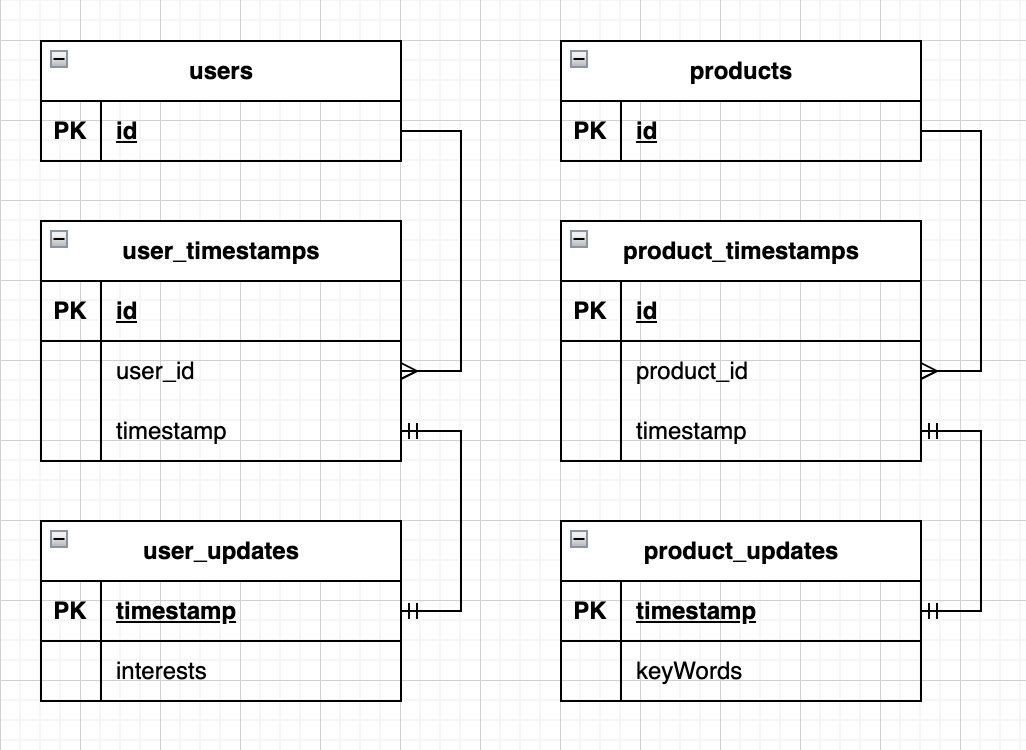 users
PK id
user_timestamps
PK id
user_id
timestamp
user_updates
PK timestamp
interests
products
PK id
product_timestamps
PK id
product_id
timestamp
product_updates
PK timestamp
keyWords